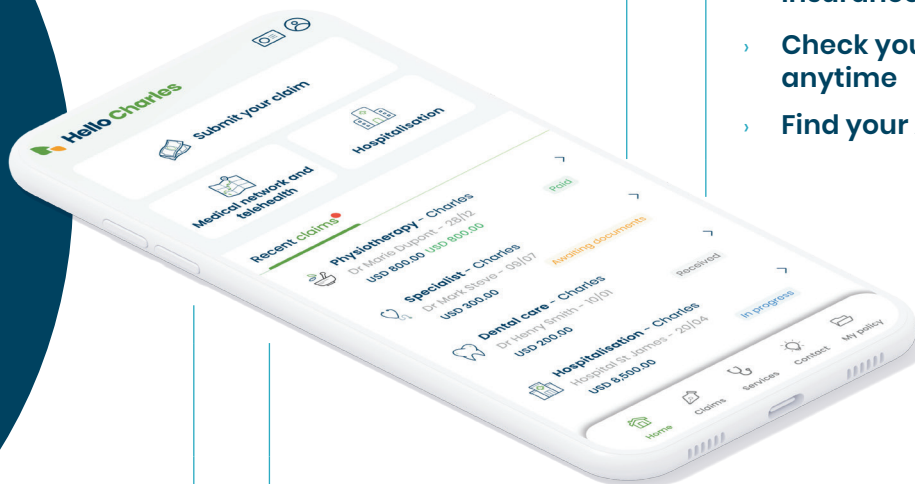 Hello Charles
Submit your claim
Medical network and
telehealth
Hospitalisation
Recent claims
Physiotherapy - Charles
Dr Marie Dupont - 28/12
USD 800.00 USD 800.00
Paid
Specialist - Charles
Dr Mark Steve - 09/07
USD 300.00
Awaiting documents
Dental care - Charles
Dr Henry Smith - 10/01
USD 200.00
Received
Hospitalisation - Charles
Hospital St James - 20/04
USD 8,500.00
In progress
Home
Claims
Services
Contact
My policy
› Check you
anytime
› Find your